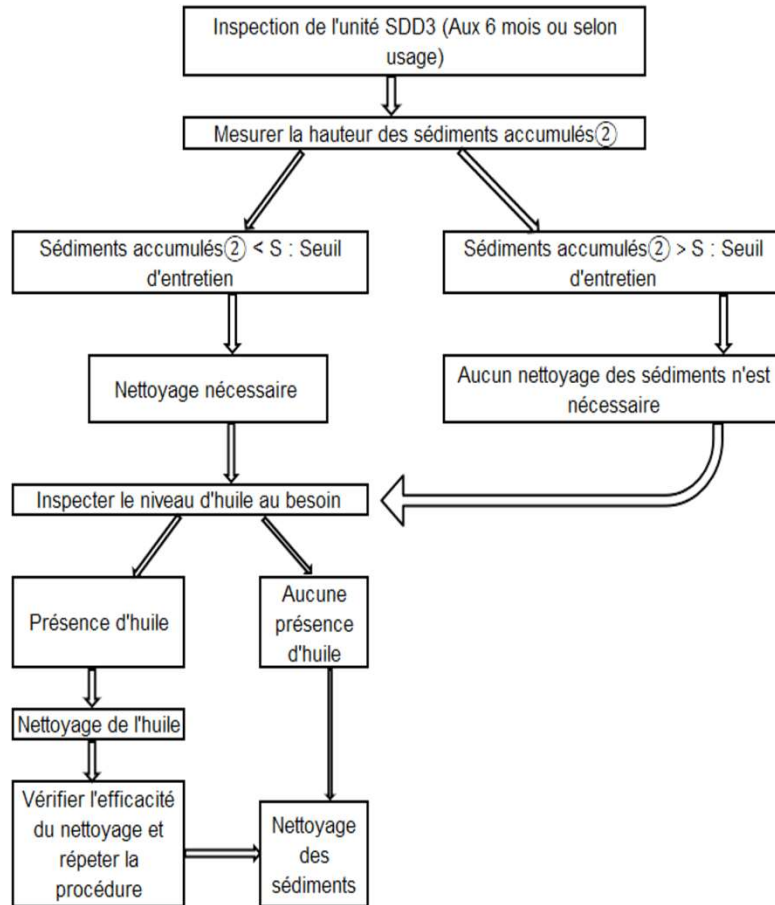 Inspection de l'unité SDD3 (Aux 6 mois ou selon
usage)
Mesurer la hauteur des sédiments accumulés②
Sédiments accumulés② < S : Seuil
d'entretien
Sédiments accumulés② > S : Seuil
d'entretien
Nettoyage nécessaire
Aucun nettoyage des sédiments n'est
nécessaire
Inspecter le niveau d'huile au besoin
Présence d'huile
Aucune
présence
d'huile
Nettoyage de l'huile
Vérifier l'efficacité
du nettoyage et
répeter la
procédure
Nettoyage
des
sédiments